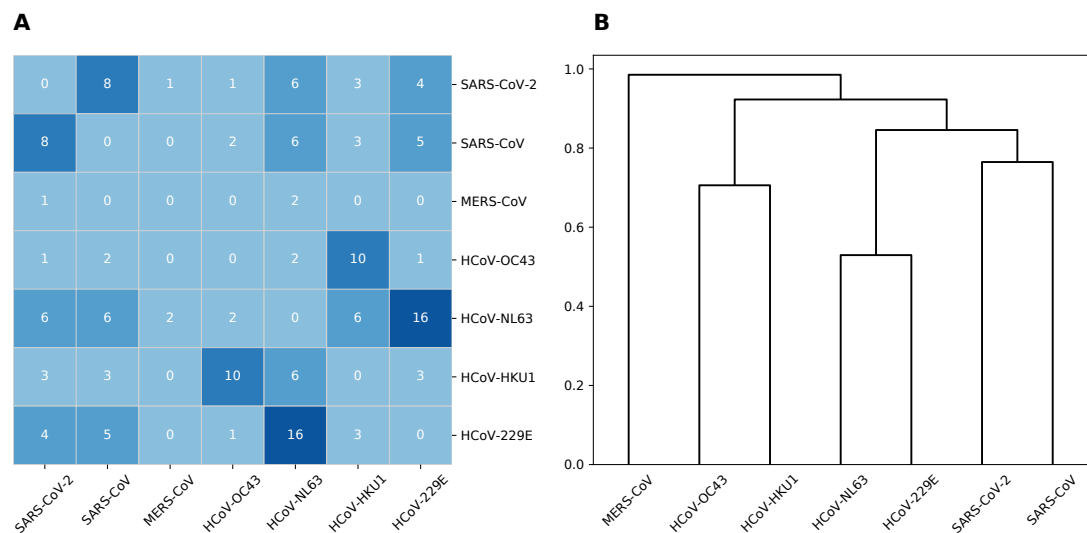 A
0 8 1 1 6 3 4 SARS-CoV-2
8 0 0 2 6 3 5 SARS-CoV
1 0 0 0 2 0 0 MERS-CoV
1 2 0 0 2 10 1 HCoV-OC43
6 6 2 2 0 6 16 HCoV-NL63
3 3 0 10 6 0 3 HCoV-HKU1
4 5 0 1 16 3 0 HCoV-229E
SARS-CoV-2 SARS-CoV MERS-CoV HCoV-OC43 HCoV-NL63 HCoV-HKU1 HCoV-229E
B
1.0
0.8
0.6
0.4
0.2
0.0
MERS-CoV HCoV-OC43 HCoV-HKU1 HCoV-NL63 HCoV-229E SARS-CoV-2 SARS-CoV